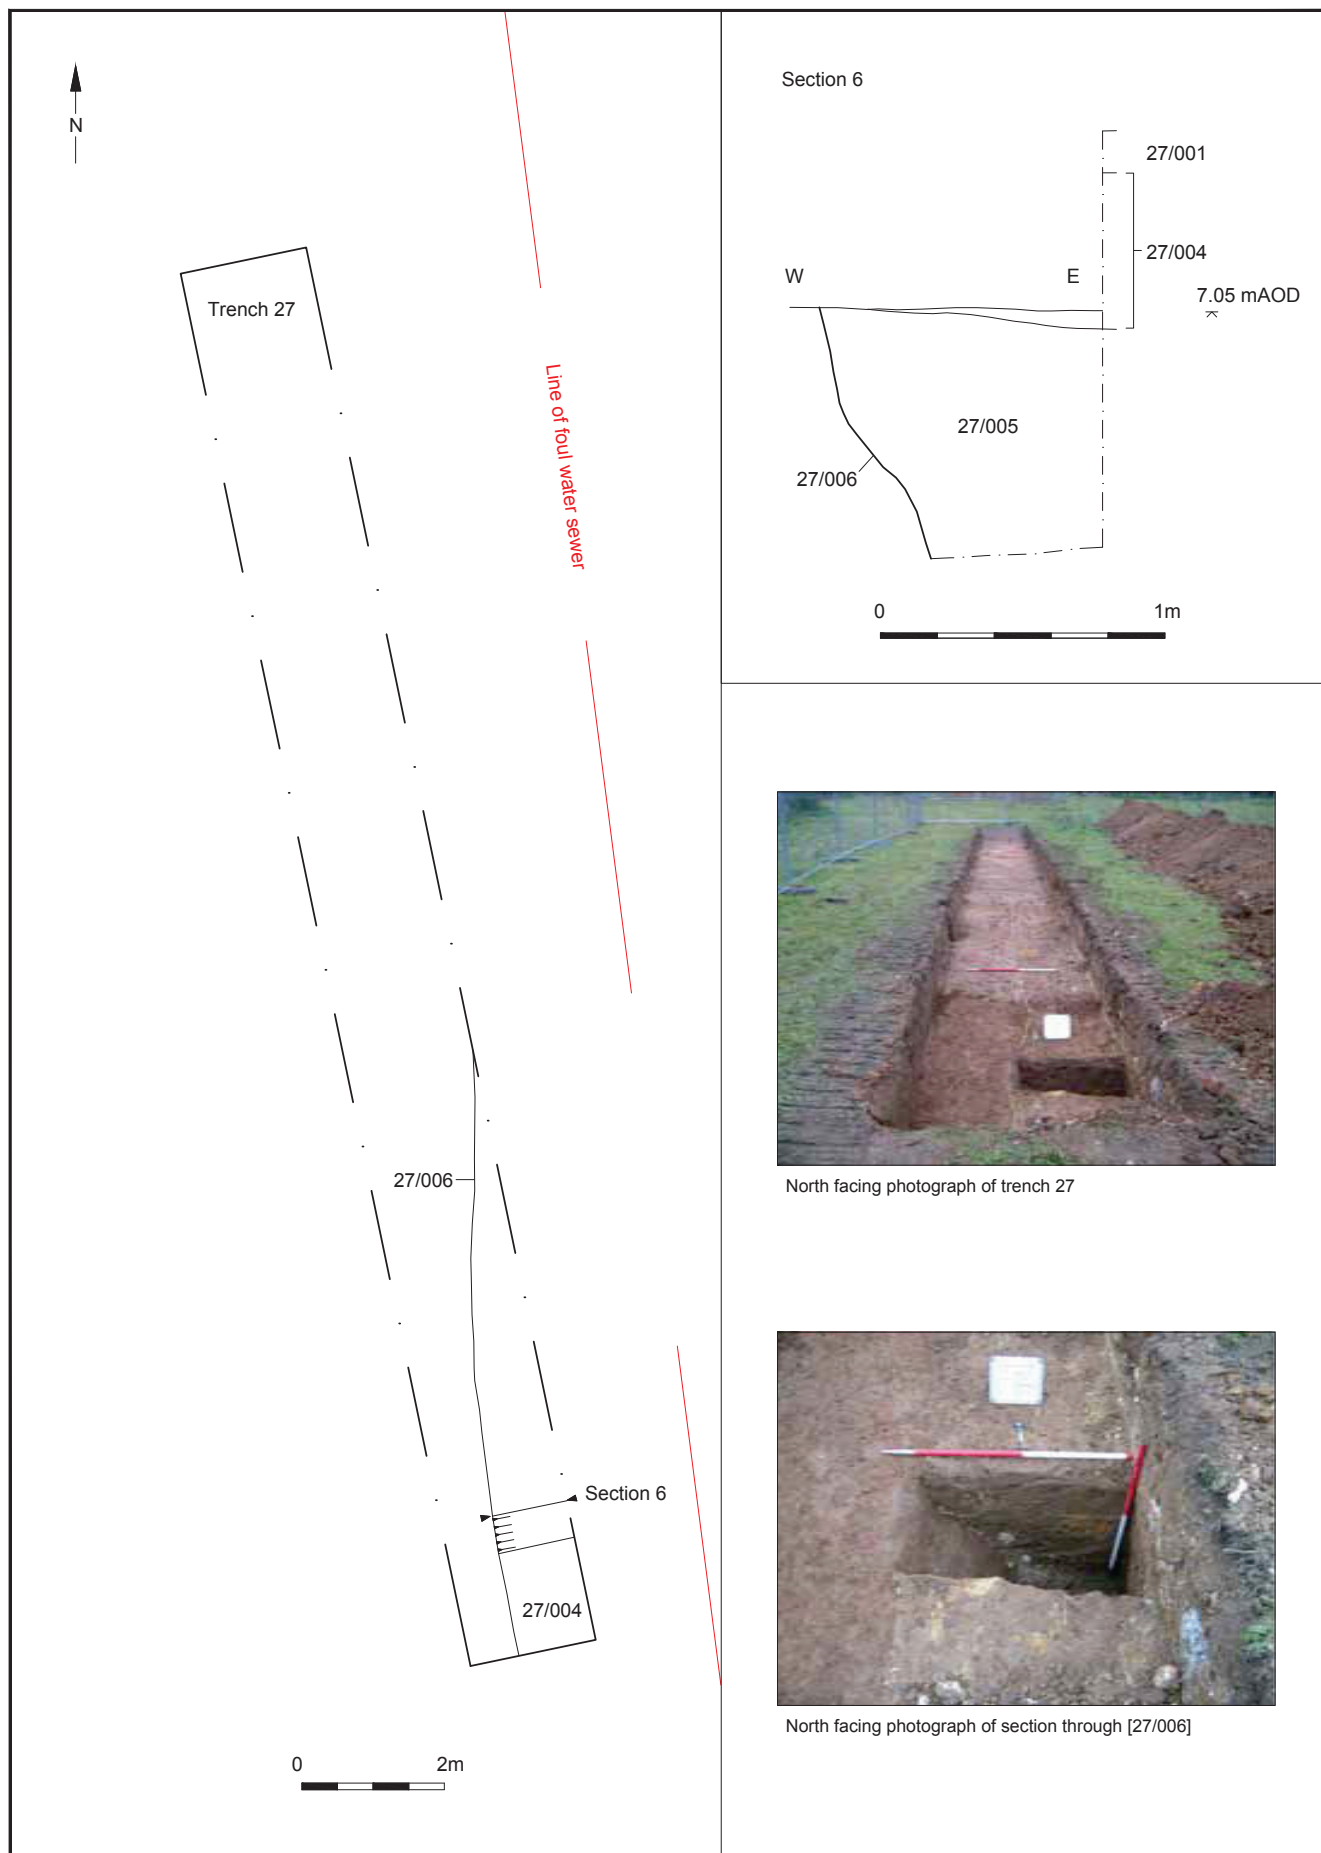 N
Trench 27
Line of foul water sewer
27/006
Section 6
27/004
0 2m
Section 6
27/001
27/004
W E
7.05 mAOD
27/005
27/006
0 1m
North facing photograph of trench 27
North facing photograph of section through [27/006]